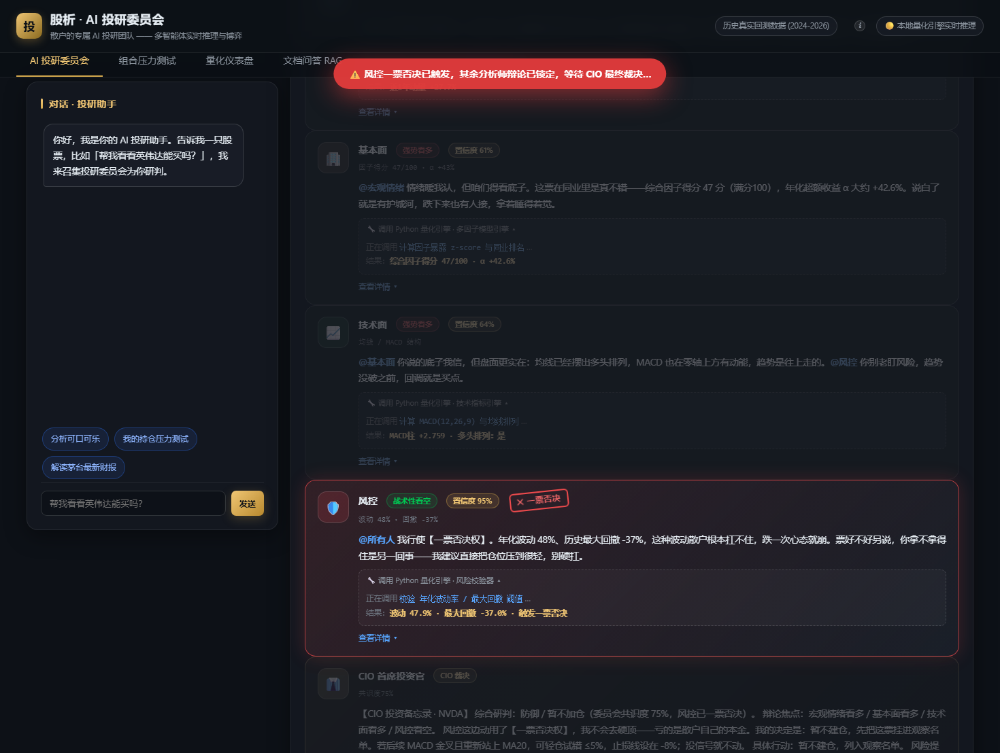 投
股析 · AI 投研委员会
散户的专属 AI 投研团队 —— 多智能体实时推理与博弈
历史真实回测数据 (2024-2026)
i
本地量化引擎实时推理
AI 投研委员会
组合压力测试
量化仪表盘
文档问答 RAG
风控一票否决已触发，其余分析师辩论已锁定，等待 CIO 最终裁决...
对话 · 投研助手
你好，我是你的 AI 投研助手。告诉我一只股
票，比如「帮我看看英伟达能买吗？」，我
来召集投研委员会为你研判。
分析可口可乐
我的持仓压力测试
解读茅台最新财报
帮我看看英伟达能买吗？
发送
查看详情
基本面
强势看多
置信度 61%
因子得分 47/100 · α +43%
@宏观情绪 情绪暖我认，但咱们得看底子。这票在同业里是真不错——综合因子得分 47 分（满分100），年化超额收益 α 大约 +42.6%。说白了
就是有护城河，跌下来也有人接，拿着睡得着觉。
调用 Python 量化引擎 · 多因子模型引擎
正在调用 计算因子暴露 z-score 与同业排名 …
结果：综合因子得分 47/100 · α +42.6%
查看详情
技术面
强势看多
置信度 64%
均线 / MACD 结构
@基本面 你说的底子我信，但盘面更实在：均线已经摆出多头排列，MACD 也在零轴上方有动能，趋势是往上走的。@风控 你别老盯风险，趋势
没破之前，回调就是买点。
调用 Python 量化引擎 · 技术指标引擎
正在调用 计算 MACD(12,26,9) 与均线排列 …
结果：MACD柱 +2.759 · 多头排列：是
查看详情
风控
战术性看空
置信度 95%
✕ 一票否决
波动 48% · 回撤 -37%
@所有人 我行使【一票否决权】。年化波动 48%、历史最大回撤 -37%，这种波动散户根本扛不住，跌一次心态就崩。票好不好另说，你拿不拿得
住是另一回事——我建议直接把仓位压到很轻，别硬扛。
调用 Python 量化引擎 · 风险校验器
正在调用 校验 年化波动率 / 最大回撤 阈值 …
结果：波动 47.9% · 最大回撤 -37.0% · 触发一票否决
查看详情
CIO 首席投资官
CIO 裁决
共识度75%
【CIO 投资备忘录 · NVDA】 综合研判：防御 / 暂不加仓（委员会共识度 75%，风控已一票否决）。 辩论焦点：宏观情绪看多 / 基本面看多 / 技术
面看多 / 风控看空。 风控这边动用了【一票否决权】，我不会去硬顶——亏的是散户自己的本金。我的决定是：暂不建仓，先把这票挂进观察名
单。若后续 MACD 金叉且重新站上 MA20，可轻仓试错 ≤5%，止损线设在 -8%；没信号就不动。 具体行动：暂不建仓，列入观察名单。 风险提